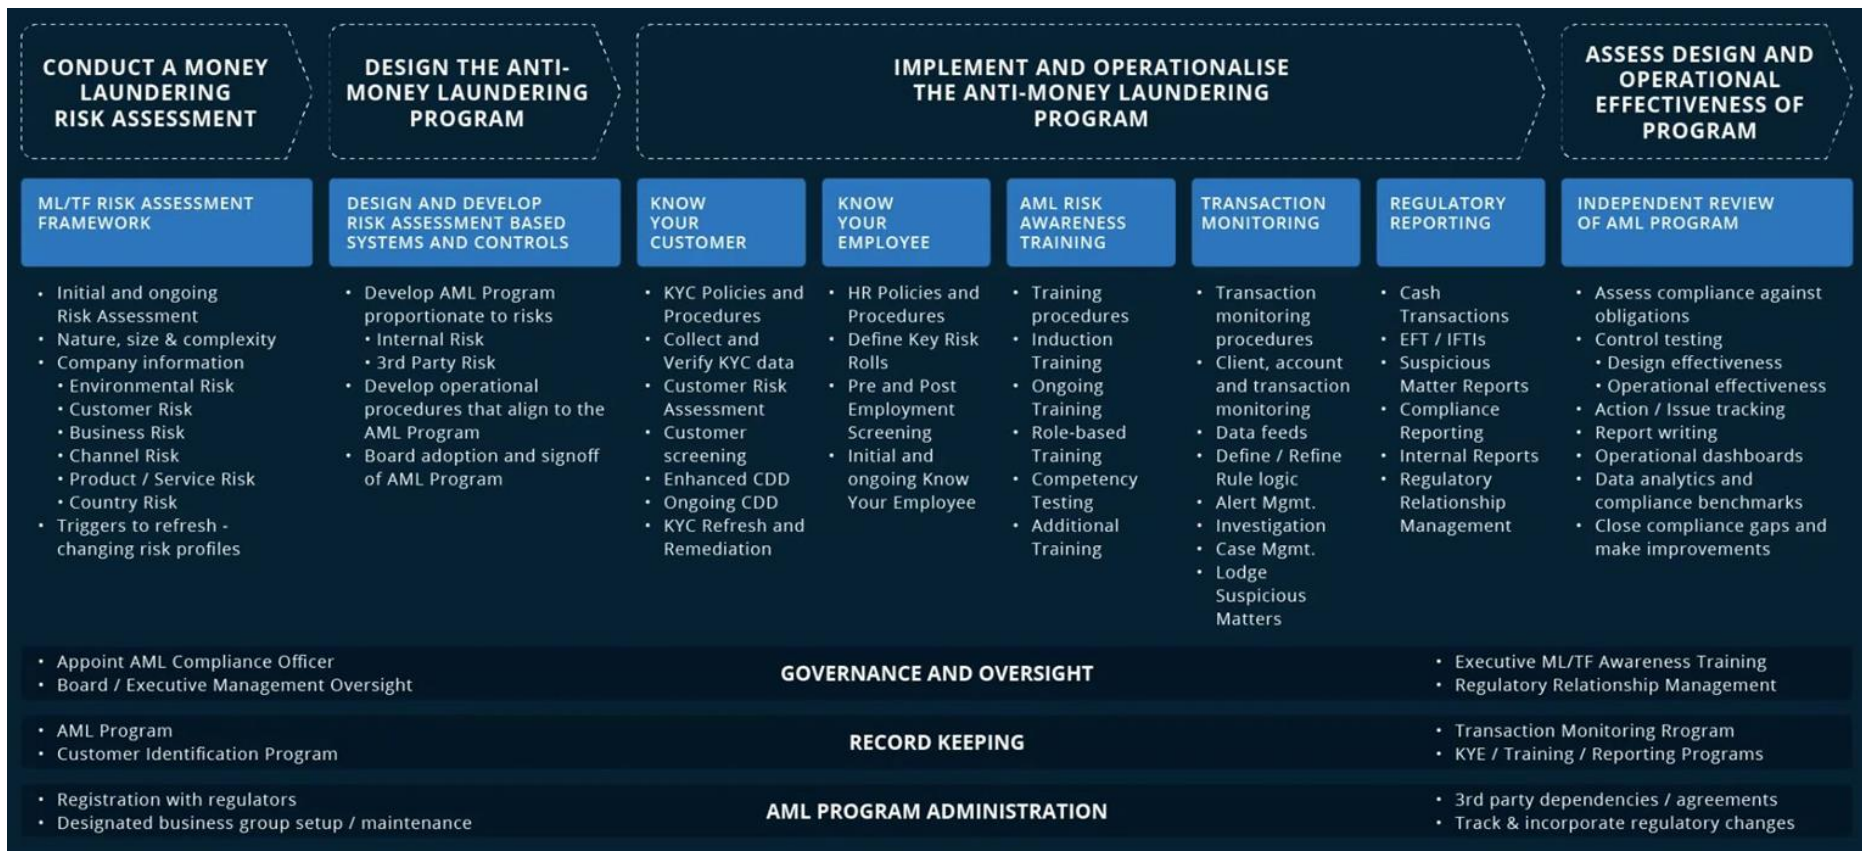 CONDUCT A MONEY
LAUNDERING
RISK ASSESSMENT
DESIGN THE ANTI-
MONEY LAUNDERING
PROGRAM
IMPLEMENT AND OPERATIONALISE
THE ANTI-MONEY LAUNDERING
PROGRAM
ASSESS DESIGN AND
OPERATIONAL
EFFECTIVENESS OF
PROGRAM
ML/TF RISK ASSESSMENT
FRAMEWORK
• Initial and ongoing
Risk Assessment
• Nature, size & complexity
• Company information
• Environmental Risk
• Customer Risk
• Business Risk
• Channel Risk
• Product / Service Risk
• Country Risk
• Triggers to refresh -
changing risk profiles
DESIGN AND DEVELOP
RISK ASSESSMENT BASED
SYSTEMS AND CONTROLS
• Develop AML Program
proportionate to risks
• Internal Risk
• 3rd Party Risk
• Develop operational
procedures that align to the
AML Program
• Board adoption and signoff
of AML Program
KNOW
YOUR
CUSTOMER
• KYC Policies and
Procedures
• Collect and
Verify KYC data
• Customer Risk
Assessment
• Customer
screening
• Enhanced CDD
• Ongoing CDD
• KYC Refresh and
Remediation
KNOW
YOUR
EMPLOYEE
• HR Policies and
Procedures
• Define Key Risk
Rolls
• Pre and Post
Employment
Screening
• Initial and
ongoing Know
Your Employee
AML RISK
AWARENESS
TRAINING
• Training
procedures
• Induction
Training
• Ongoing
Training
• Role-based
Training
• Competency
Testing
• Additional
Training
TRANSACTION
MONITORING
• Transaction
monitoring
procedures
• Client, account
and transaction
monitoring
• Data feeds
• Define / Refine
Rule logic
• Alert Mgmt.
• Investigation
• Case Mgmt.
• Lodge
Suspicious
Matters
REGULATORY
REPORTING
• Cash
Transactions
• EFT / IFTIs
• Suspicious
Matter Reports
• Compliance
Reporting
• Internal Reports
• Regulatory
Relationship
Management
INDEPENDENT REVIEW
OF AML PROGRAM
• Assess compliance against
obligations
• Control testing
• Design effectiveness
• Operational effectiveness
• Action / Issue tracking
• Report writing
• Operational dashboards
• Data analytics and
compliance benchmarks
• Close compliance gaps and
make improvements
• Appoint AML Compliance Officer
• Board / Executive Management Oversight
GOVERNANCE AND OVERSIGHT
• Executive ML/TF Awareness Training
• Regulatory Relationship Management
• AML Program
• Customer Identification Program
RECORD KEEPING
• Transaction Monitoring Rrogram
• KYE / Training / Reporting Programs
• Registration with regulators
• Designated business group setup / maintenance
AML PROGRAM ADMINISTRATION
• 3rd party dependencies / agreements
• Track & incorporate regulatory changes